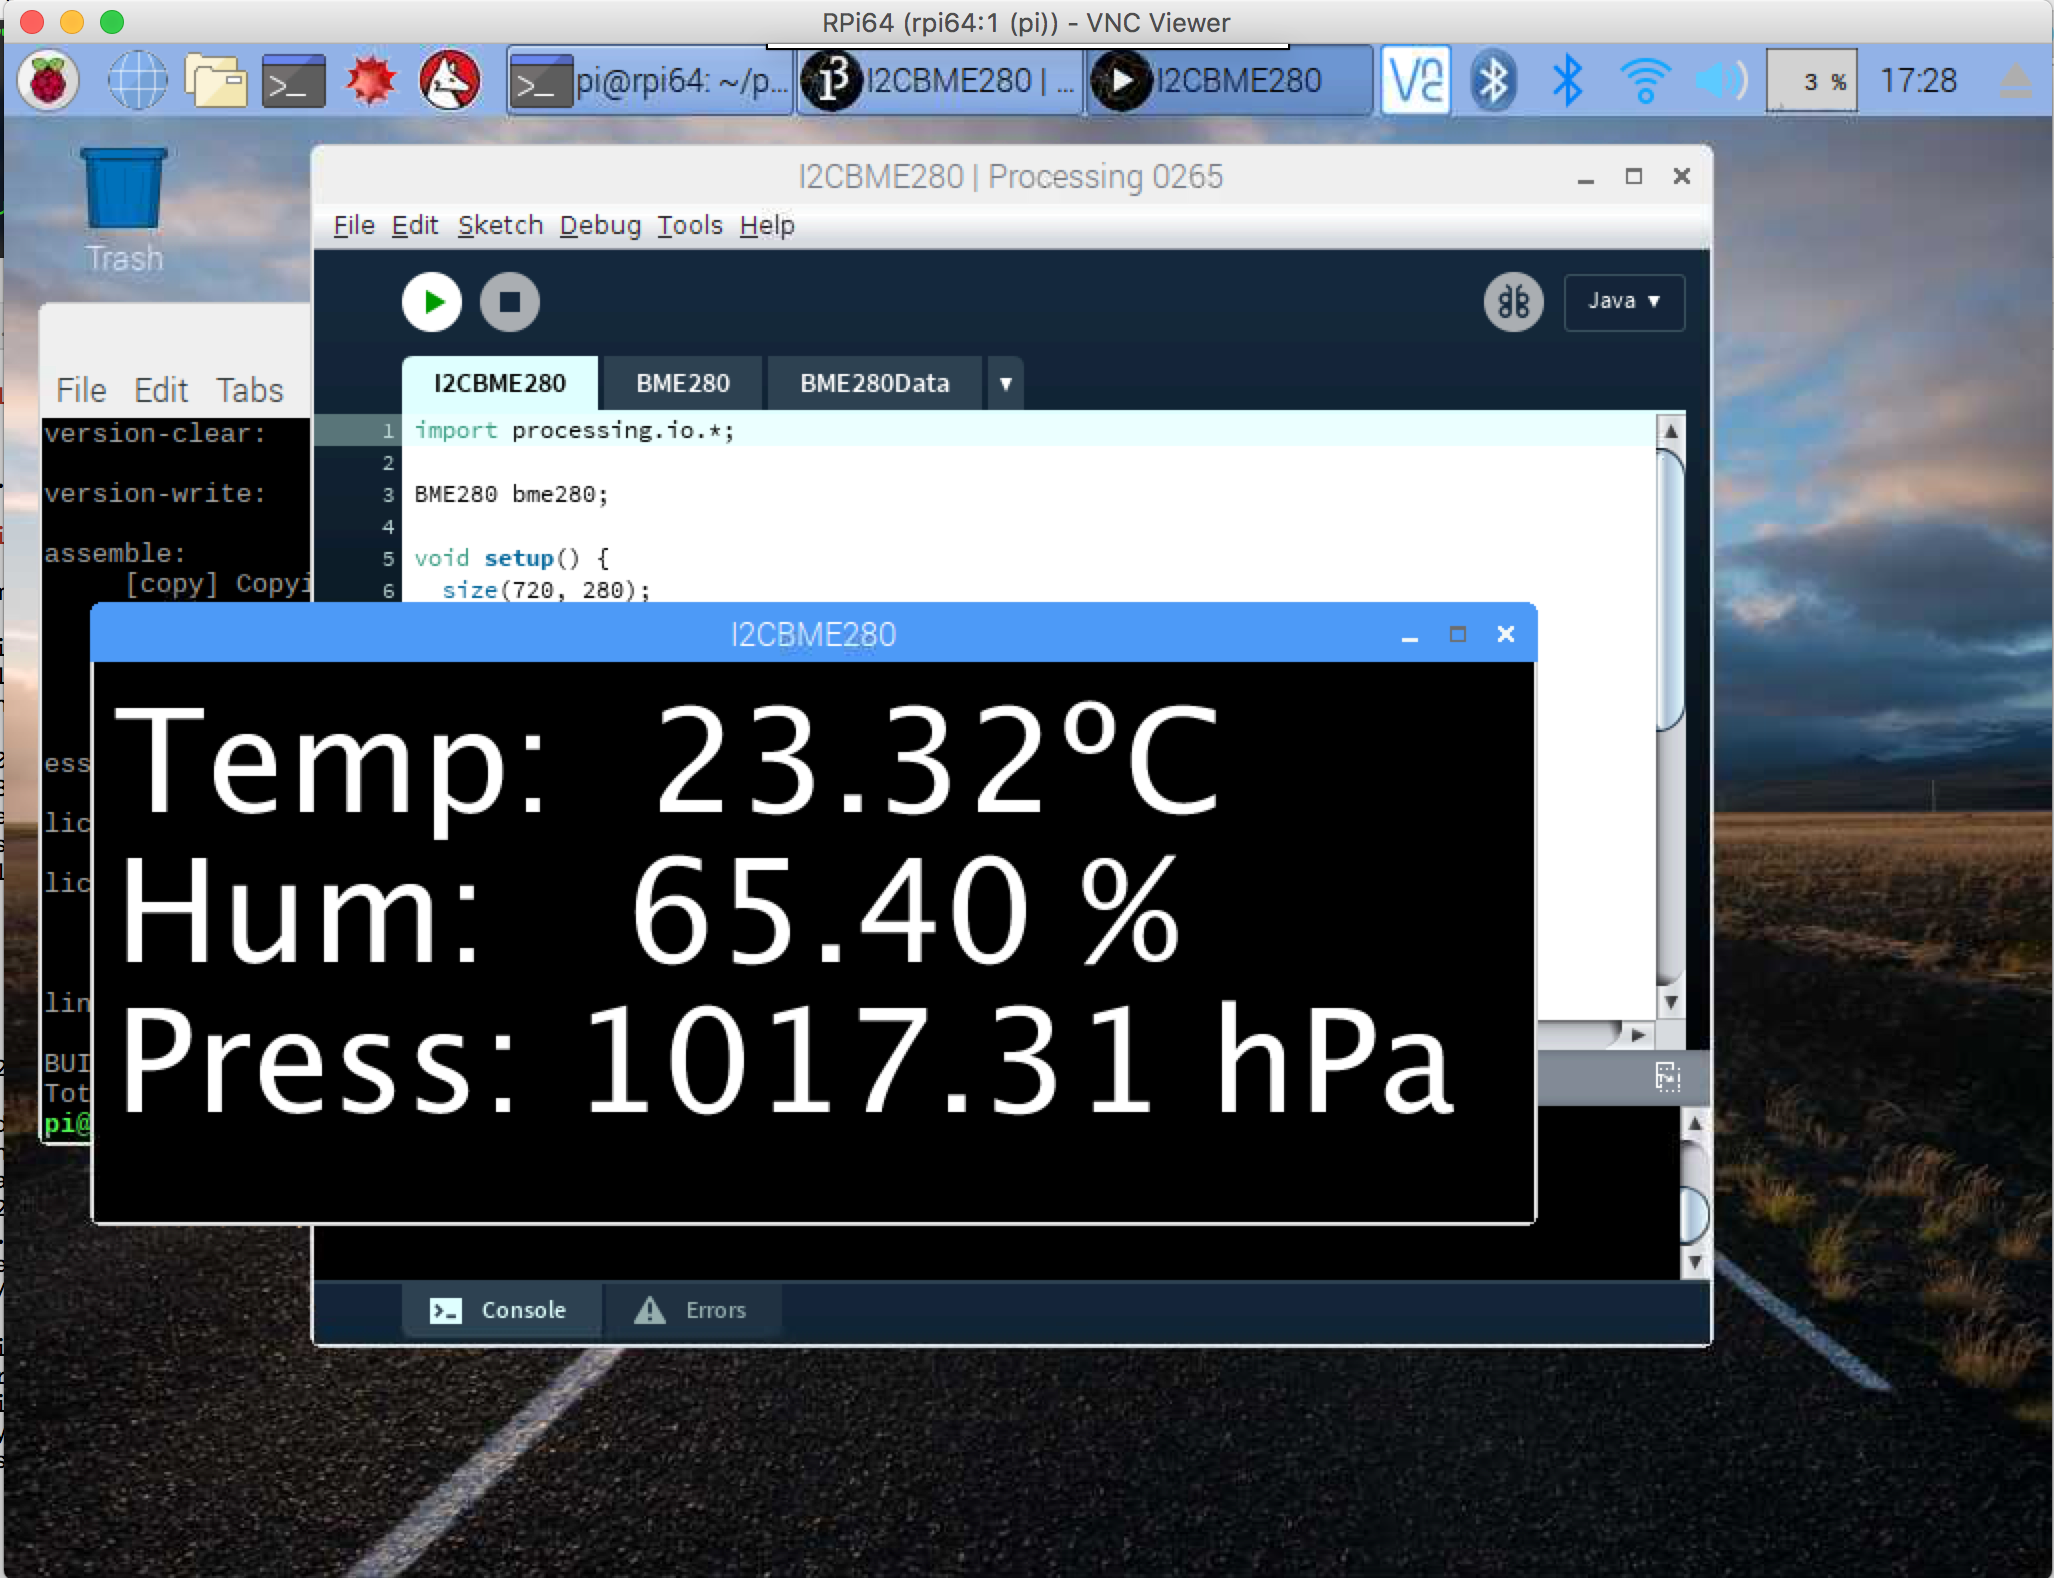 RPi64 (rpi64:1 (pi)) - VNC Viewer
pi@rpi64: ~/p... I2CBME280 | ... I2CBME280 3 % 17:28
Trash
I2CBME280 | Processing 0265
File Edit Sketch Debug Tools Help
Java
I2CBME280 BME280 BME280Data
1 import processing.io.*;
2
3 BME280 bme280;
4
5 void setup() {
6 size(720, 280);
File Edit Tabs
version-clear:
version-write:
assemble:
[copy] Copyi
ess
lic
lic
lin
BUI
Tot
pi@
I2CBME280
Temp: 23.32ºC
Hum: 65.40 %
Press: 1017.31 hPa
Console Errors